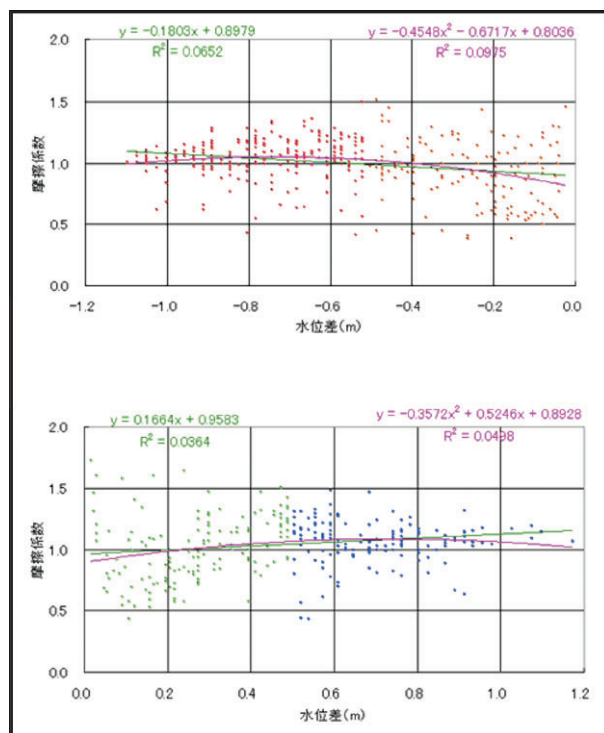 y = −0.1803x + 0.8979
R² = 0.0652
y = −0.4548x² − 0.6717x + 0.8036
R² = 0.0975
2.0
1.5
1.0
0.5
0.0
摩擦係数
−1.2 −1.0 −0.8 −0.6 −0.4 −0.2 0.0
水位差(m)
y = 0.1664x + 0.9583
R² = 0.0364
y = −0.3572x² + 0.5246x + 0.8928
R² = 0.0498
2.0
1.5
1.0
0.5
0.0
摩擦係数
0.0 0.2 0.4 0.6 0.8 1.0 1.2
水位差(m)